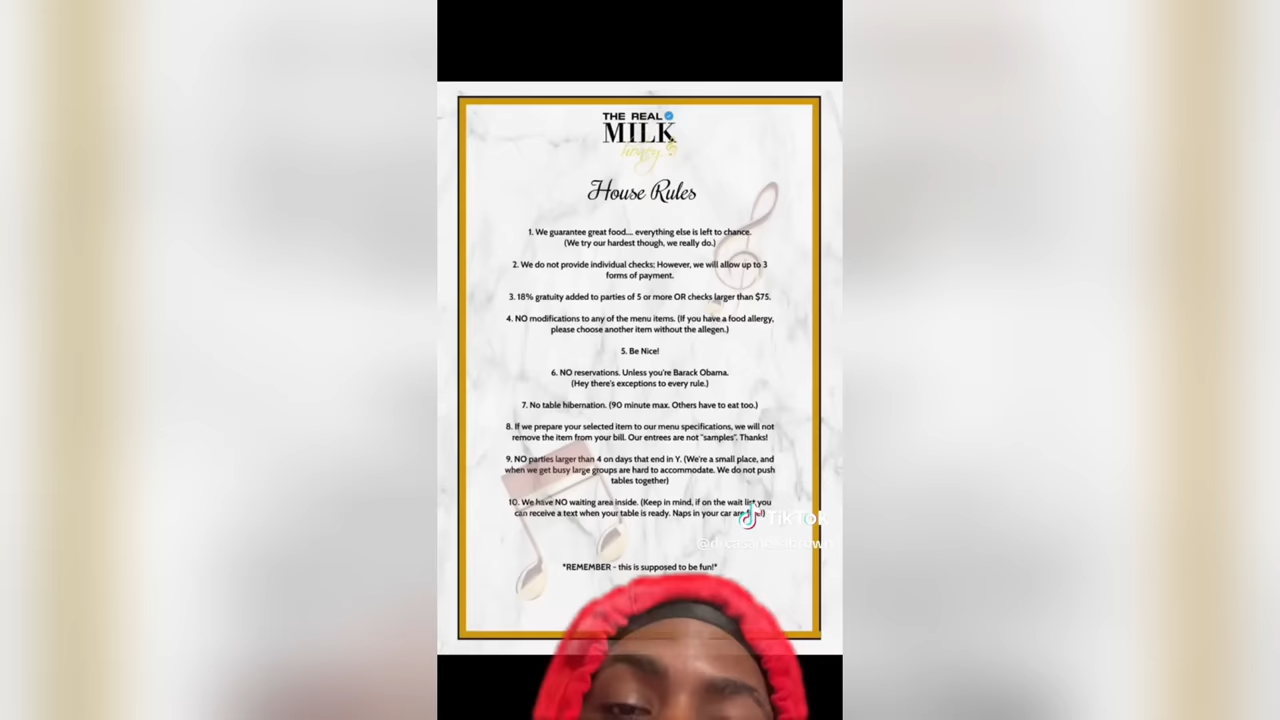 THE REAL
MILK
honey
House Rules
1. We guarantee great food.... everything else is left to chance.
(We try our hardest though, we really do.)
2. We do not provide individual checks; However, we will allow up to 3
forms of payment.
3. 18% gratuity added to parties of 5 or more OR checks larger than $75.
4. NO modifications to any of the menu items. (If you have a food allergy,
please choose another item without the allegen.)
5. Be Nice!
6. NO reservations. Unless you're Barack Obama.
(Hey there's exceptions to every rule.)
7. No table hibernation. (90 minute max. Others have to eat too.)
8. If we prepare your selected item to our menu specifications, we will not
remove the item from your bill. Our entrees are not "samples". Thanks!
9. NO parties larger than 4 on days that end in Y. (We're a small place, and
when we get busy large groups are hard to accommodate. We do not push
tables together)
10. We have NO waiting area inside. (Keep in mind, if on the wait list you
can receive a text when your table is ready. Naps in your car are
TikTok
*REMEMBER - this is supposed to be fun!*